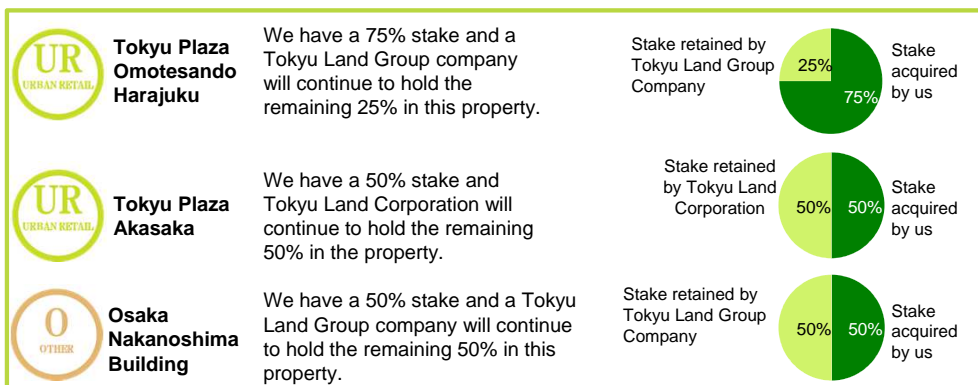 UR
URBAN RETAIL
Tokyu Plaza
Omotesando
Harajuku
We have a 75% stake and a
Tokyu Land Group company
will continue to hold the
remaining 25% in this property.
Stake retained by
Tokyu Land Group
Company
25%
75%
Stake
acquired
by us
UR
URBAN RETAIL
Tokyu Plaza
Akasaka
We have a 50% stake and
Tokyu Land Corporation will
continue to hold the remaining
50% in the property.
Stake retained
by Tokyu Land
Corporation
50%
50%
Stake
acquired
by us
O
OTHER
Osaka
Nakanoshima
Building
We have a 50% stake and a Tokyu
Land Group company will continue
to hold the remaining 50% in this
property.
Stake retained by
Tokyu Land Group
Company
50%
50%
Stake
acquired
by us